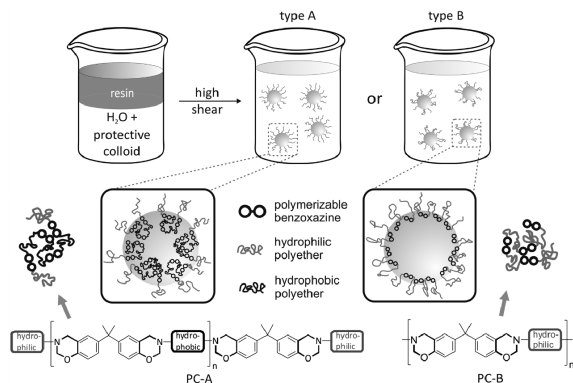 type A
type B
resin
H₂O +
protective
colloid
high
shear
or
polymerizable
benzoxazine
hydrophilic
polyether
hydrophobic
polyether
hydro-
philic
N
O
N
O
hydro-
phobic
n
N
O
N
O
hydro-
philic
PC-A
N
O
N
O
hydro-
philic
n
PC-B